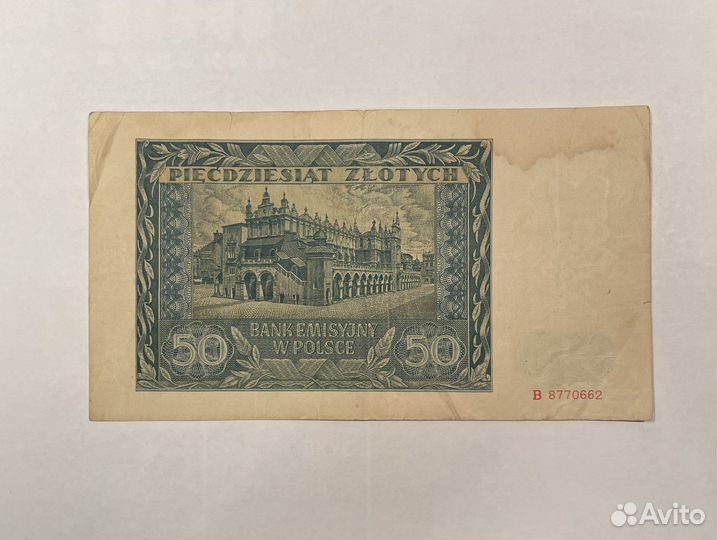 PIĘĆDZIESIĄT ZŁOTYCH
BANK EMISYJNY
W POLSCE
50 50
B 8770662
Avito